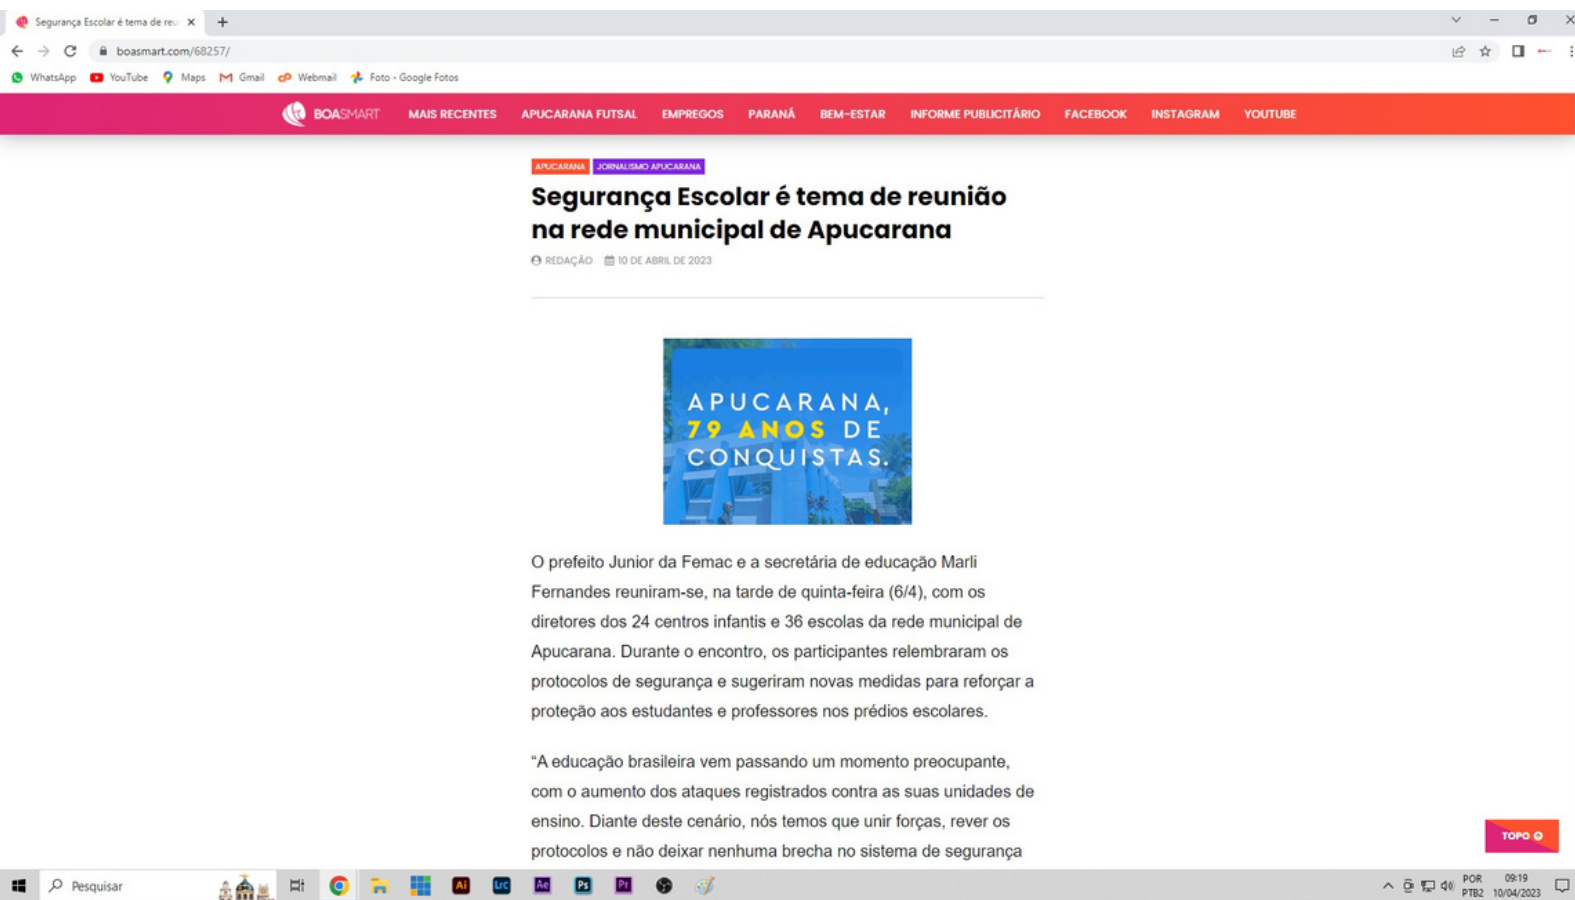 Segurança Escolar é tema de reu
boasmart.com/68257/
WhatsApp YouTube Maps Gmail Webmail Foto - Google Fotos
BOASMART MAIS RECENTES APUCARANA FUTSAL EMPREGOS PARANÁ BEM-ESTAR INFORME PUBLICITÁRIO FACEBOOK INSTAGRAM YOUTUBE
APUCARANA JORNALISMO APUCARANA
Segurança Escolar é tema de reunião
na rede municipal de Apucarana
REDAÇÃO 10 DE ABRIL DE 2023
APUCARANA,
79 ANOS DE
CONQUISTAS.
O prefeito Junior da Femac e a secretária de educação Marli
Fernandes reuniram-se, na tarde de quinta-feira (6/4), com os
diretores dos 24 centros infantis e 36 escolas da rede municipal de
Apucarana. Durante o encontro, os participantes relembraram os
protocolos de segurança e sugeriram novas medidas para reforçar a
proteção aos estudantes e professores nos prédios escolares.
“A educação brasileira vem passando um momento preocupante,
com o aumento dos ataques registrados contra as suas unidades de
ensino. Diante deste cenário, nós temos que unir forças, rever os
protocolos e não deixar nenhuma brecha no sistema de segurança
TOPO
Pesquisar Ai Lrc Ae Ps Pr POR 09:19
PTB2 10/04/2023